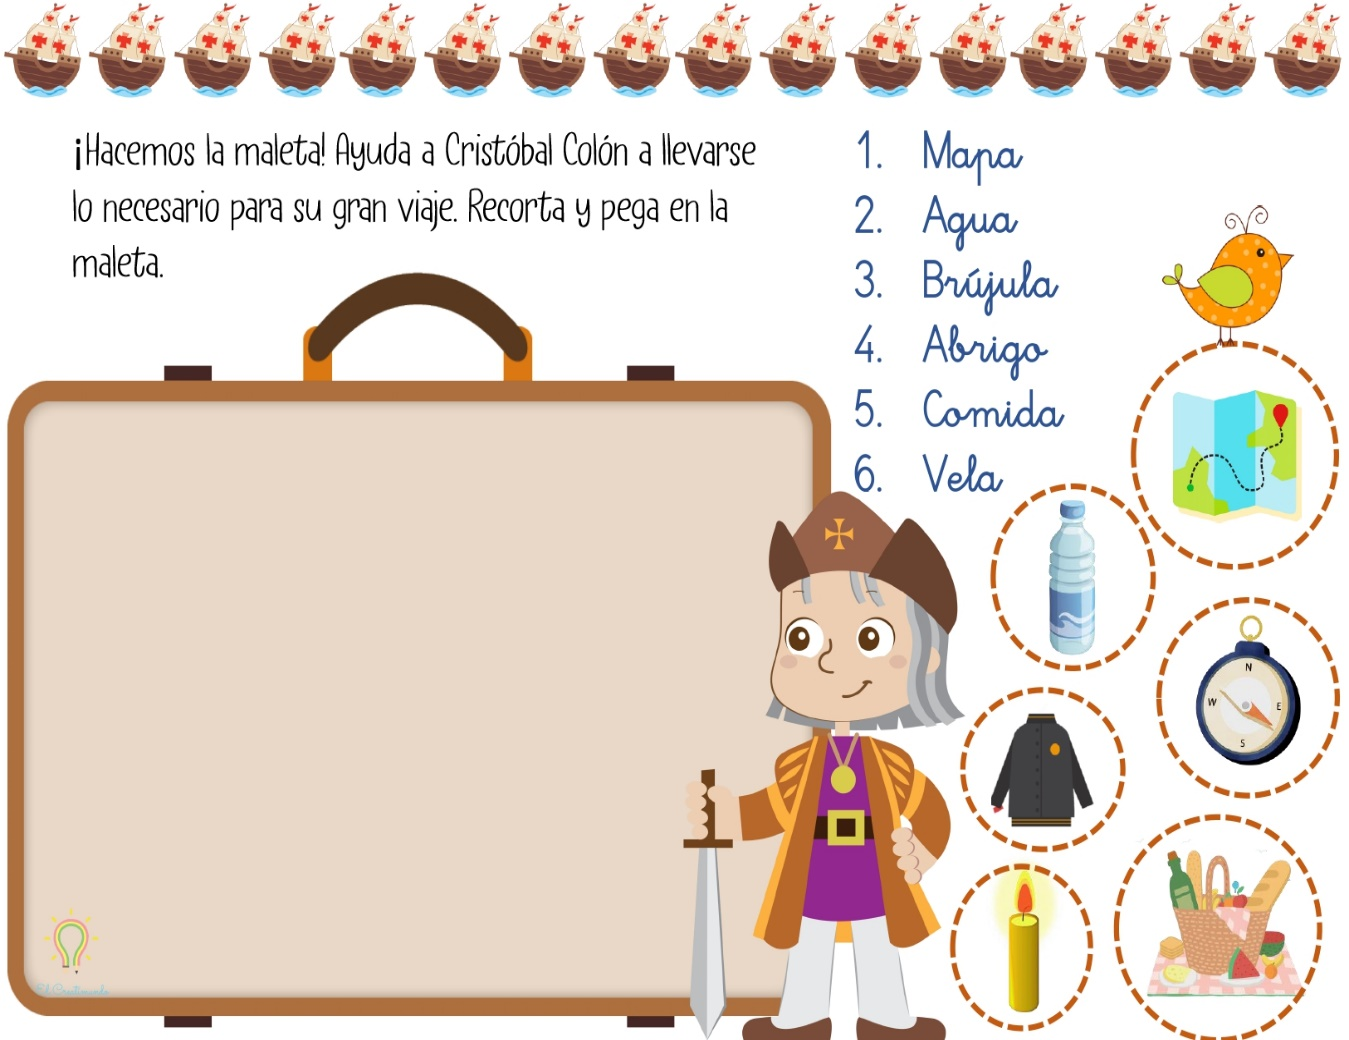 ¡Hacemos la maleta! Ayuda a Cristóbal Colón a llevarse
lo necesario para su gran viaje. Recorta y pega en la
maleta.
1. Mapa
2. Agua
3. Brújula
4. Abrigo
5. Comida
6. Vela
N
W E
S